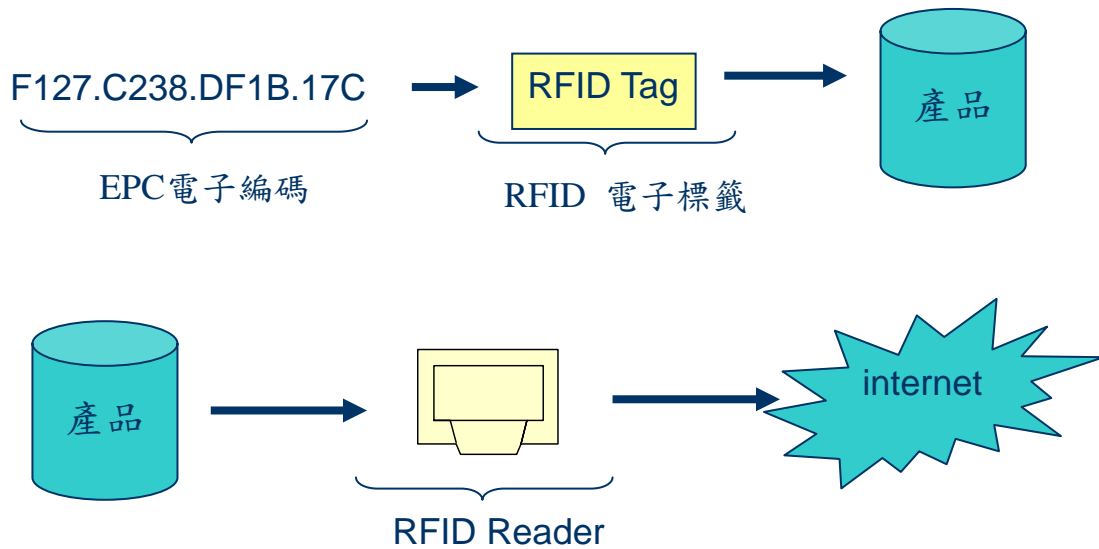 F127.C238.DF1B.17C
RFID Tag
產品
EPC電子編碼
RFID 電子標籤
產品
internet
RFID Reader